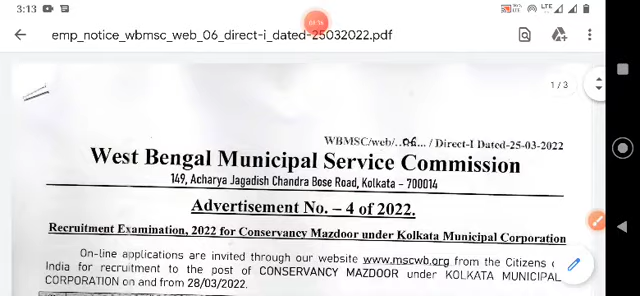 3:13
04:16
LTE
emp_notice_wbmsc_web_06_direct-i_dated-25032022.pdf
1 / 3
WBMSC/web/..06... / Direct-I Dated-25-03-2022
West Bengal Municipal Service Commission
149, Acharya Jagadish Chandra Bose Road, Kolkata – 700014
Advertisement No. – 4 of 2022.
Recruitment Examination, 2022 for Conservancy Mazdoor under Kolkata Municipal Corporation
On-line applications are invited through our website www.mscwb.org from the Citizens
India for recruitment to the post of CONSERVANCY MAZDOOR under KOLKATA MUNICIPAL
CORPORATION on and from 28/03/2022.